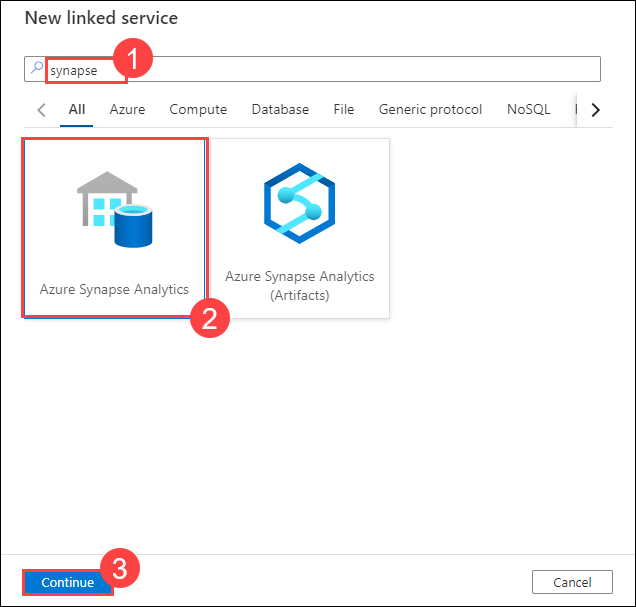 New linked service
1
synapse
All Azure Compute Database File Generic protocol NoSQL
Azure Synapse Analytics
2
Azure Synapse Analytics
(Artifacts)
3
Continue
Cancel